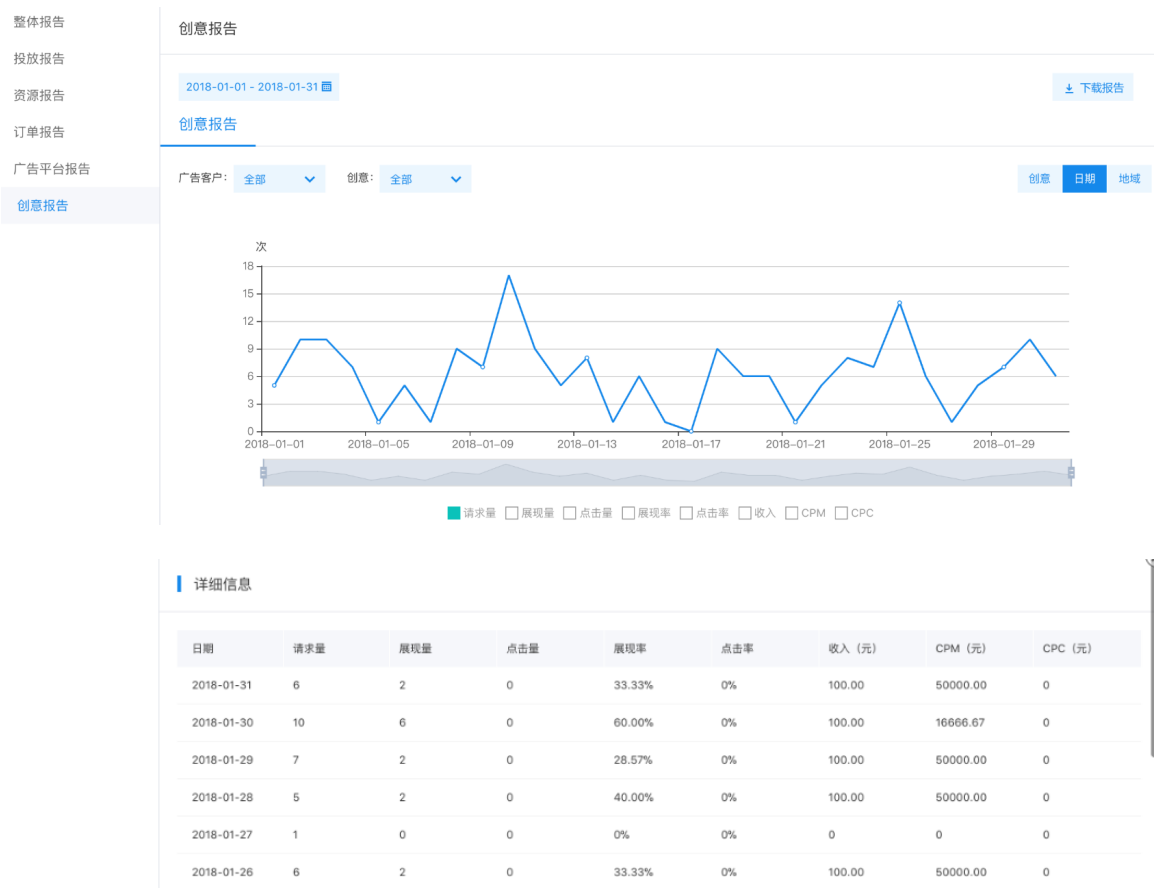 整体报告
投放报告
资源报告
订单报告
广告平台报告
创意报告
创意报告
2018-01-01 - 2018-01-31
下载报告
创意报告
广告客户: 全部 创意: 全部
创意 日期 地域
次
18
15
12
9
6
3
0
2018-01-01 2018-01-05 2018-01-09 2018-01-13 2018-01-17 2018-01-21 2018-01-25 2018-01-29
请求量 展现量 点击量 展现率 点击率 收入 CPM CPC
详细信息
日期 请求量 展现量 点击量 展现率 点击率 收入（元） CPM（元） CPC（元）
2018-01-31 6 2 0 33.33% 0% 100.00 50000.00 0
2018-01-30 10 6 0 60.00% 0% 100.00 16666.67 0
2018-01-29 7 2 0 28.57% 0% 100.00 50000.00 0
2018-01-28 5 2 0 40.00% 0% 100.00 50000.00 0
2018-01-27 1 0 0 0% 0% 0 0 0
2018-01-26 6 2 0 33.33% 0% 100.00 50000.00 0